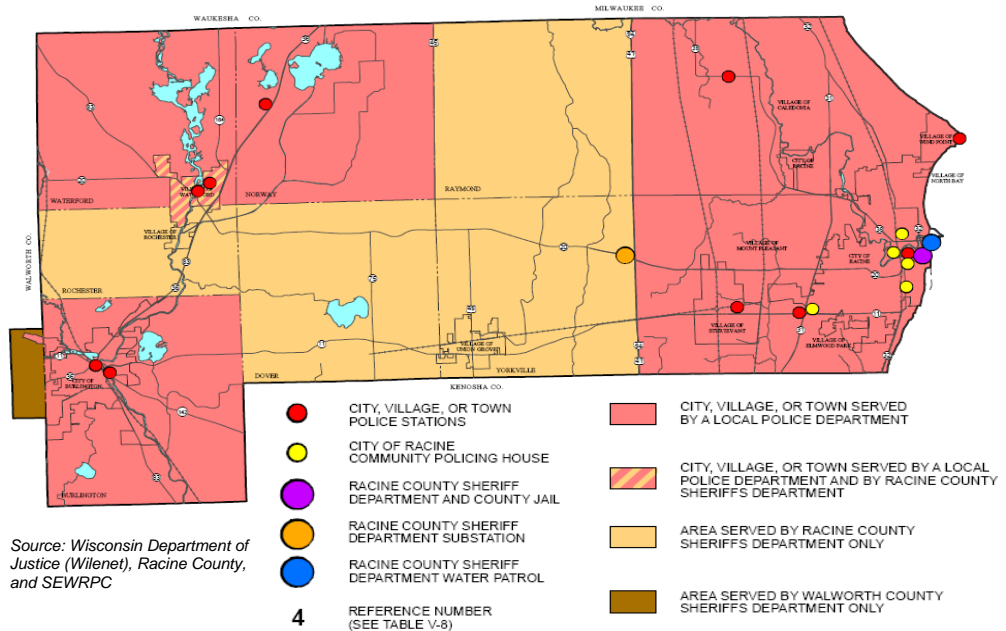 WAUKESHA CO.
MILWAUKEE CO.
WALWORTH CO.
VILLAGE OF
CALEDONIA
VILLAGE OF
WIND POINT
CITY OF
RACINE
VILLAGE OF
NORTH BAY
WATERFORD
NORWAY
RAYMOND
VILLAGE OF
ROCHESTER
VILLAGE OF
MOUNT PLEASANT
CITY OF
RACINE
ROCHESTER
VILLAGE OF
STURTEVANT
VILLAGE OF
ELMWOOD PARK
VILLAGE OF
UNION GROVE
CITY OF
BURLINGTON
DOVER
YORKVILLE
KENOSHA CO.
BURLINGTON
CITY, VILLAGE, OR TOWN
POLICE STATIONS
CITY OF RACINE
COMMUNITY POLICING HOUSE
RACINE COUNTY SHERIFF
DEPARTMENT AND COUNTY JAIL
RACINE COUNTY SHERIFF
DEPARTMENT SUBSTATION
RACINE COUNTY SHERIFF
DEPARTMENT WATER PATROL
4 REFERENCE NUMBER
(SEE TABLE V-8)
CITY, VILLAGE, OR TOWN SERVED
BY A LOCAL POLICE DEPARTMENT
CITY, VILLAGE, OR TOWN SERVED BY A LOCAL
POLICE DEPARTMENT AND BY RACINE COUNTY
SHERIFFS DEPARTMENT
AREA SERVED BY RACINE COUNTY
SHERIFFS DEPARTMENT ONLY
AREA SERVED BY WALWORTH COUNTY
SHERIFFS DEPARTMENT ONLY
Source: Wisconsin Department of
Justice (Wilenet), Racine County,
and SEWRPC